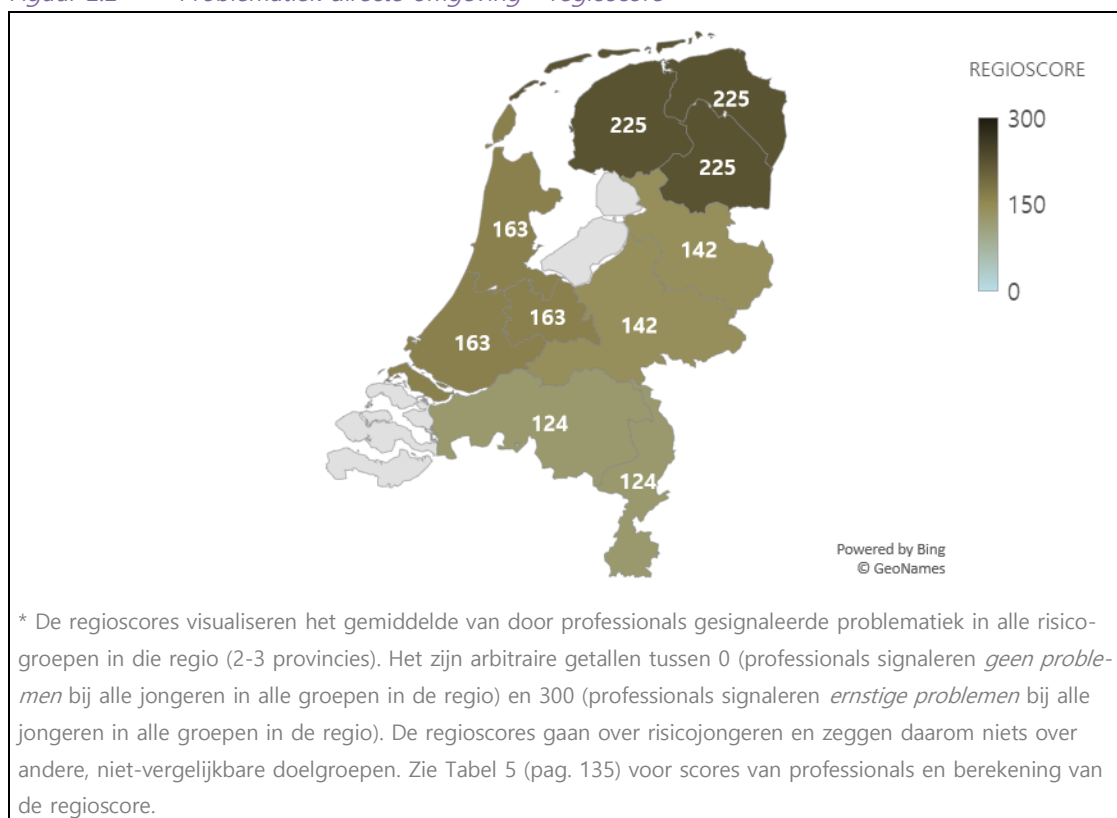 REGIOSCORE
300
150
0
225
225
225
163
142
163
142
163
124
124
Powered by Bing
© GeoNames
* De regioscores visualiseren het gemiddelde van door professionals gesignaleerde problematiek in alle risico-
groepen in die regio (2-3 provincies). Het zijn arbitraire getallen tussen 0 (professionals signaleren geen proble-
men bij alle jongeren in alle groepen in de regio) en 300 (professionals signaleren ernstige problemen bij alle
jongeren in alle groepen in de regio). De regioscores gaan over risicojongeren en zeggen daarom niets over
andere, niet-vergelijkbare doelgroepen. Zie Tabel 5 (pag. 135) voor scores van professionals en berekening van
de regioscore.